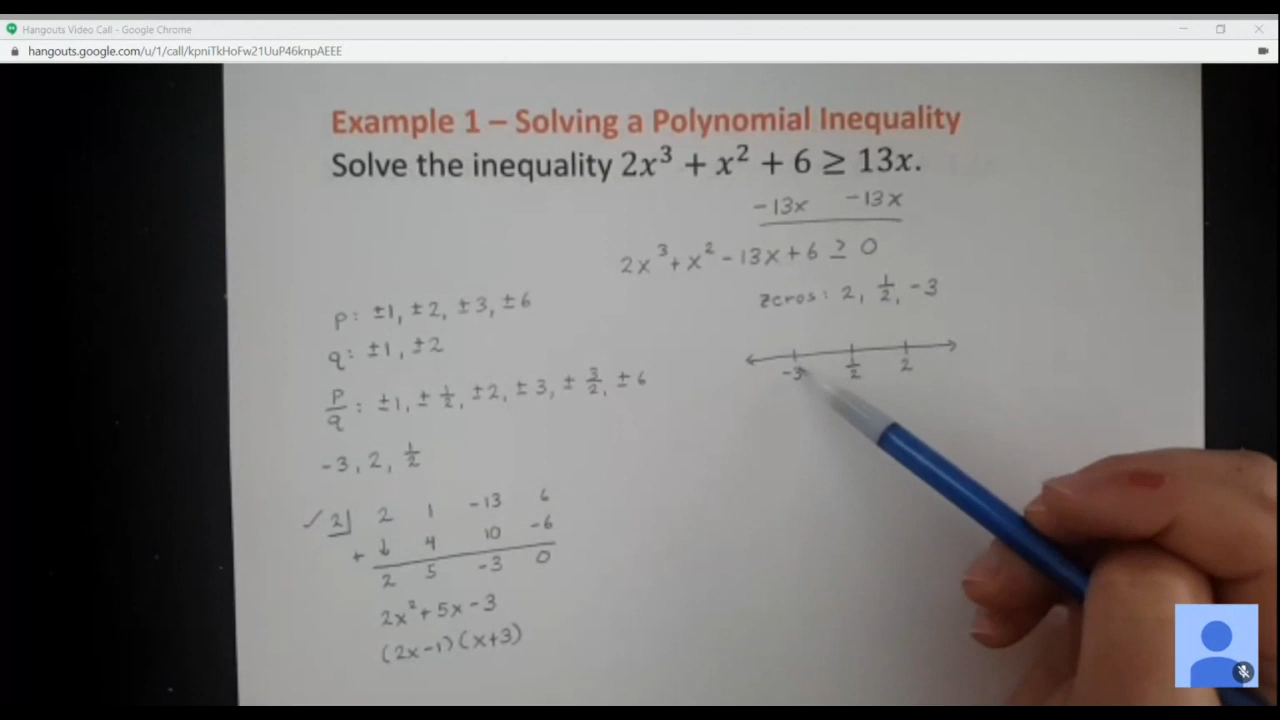 Hangouts Video Call - Google Chrome
hangouts.google.com/u/1/call/kpniTkHoFw21UuP46knpAEEE
Example 1 – Solving a Polynomial Inequality
Solve the inequality 2x³ + x² + 6 ≥ 13x.
-13x -13x
2x³ + x² - 13x + 6 ≥ 0
zeros: 2, 1/2, -3
-3 1/2 2
p: ±1, ±2, ±3, ±6
q: ±1, ±2
p/q: ±1, ± 1/2, ±2, ±3, ± 3/2, ±6
-3, 2, 1/2
✓ 2| 2 1 -13 6
+ ↓ 4 10 -6
2 5 -3 0
2x² + 5x - 3
(2x-1)(x+3)